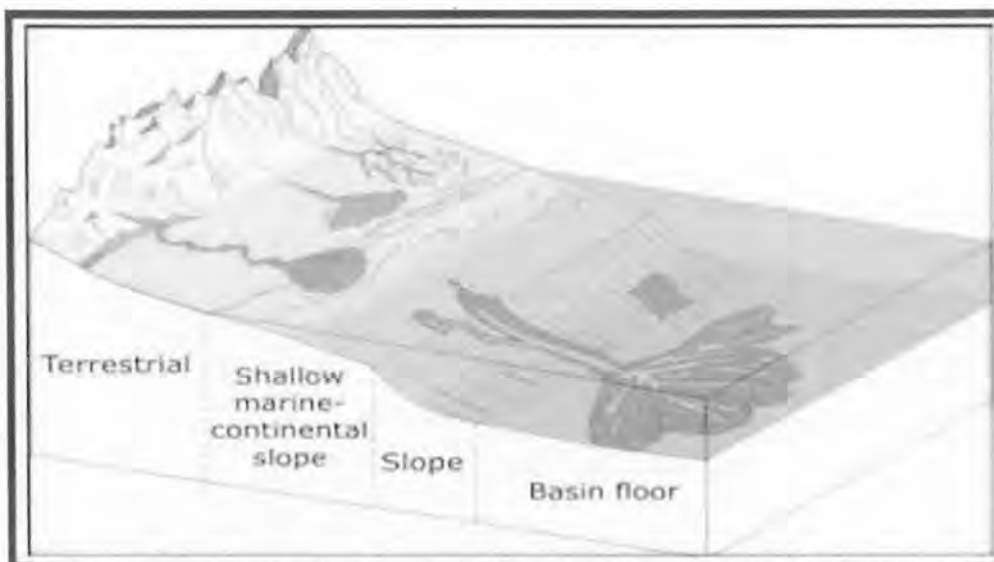 Terrestrial
Shallow
marine-
continental
slope
Slope
Basin floor